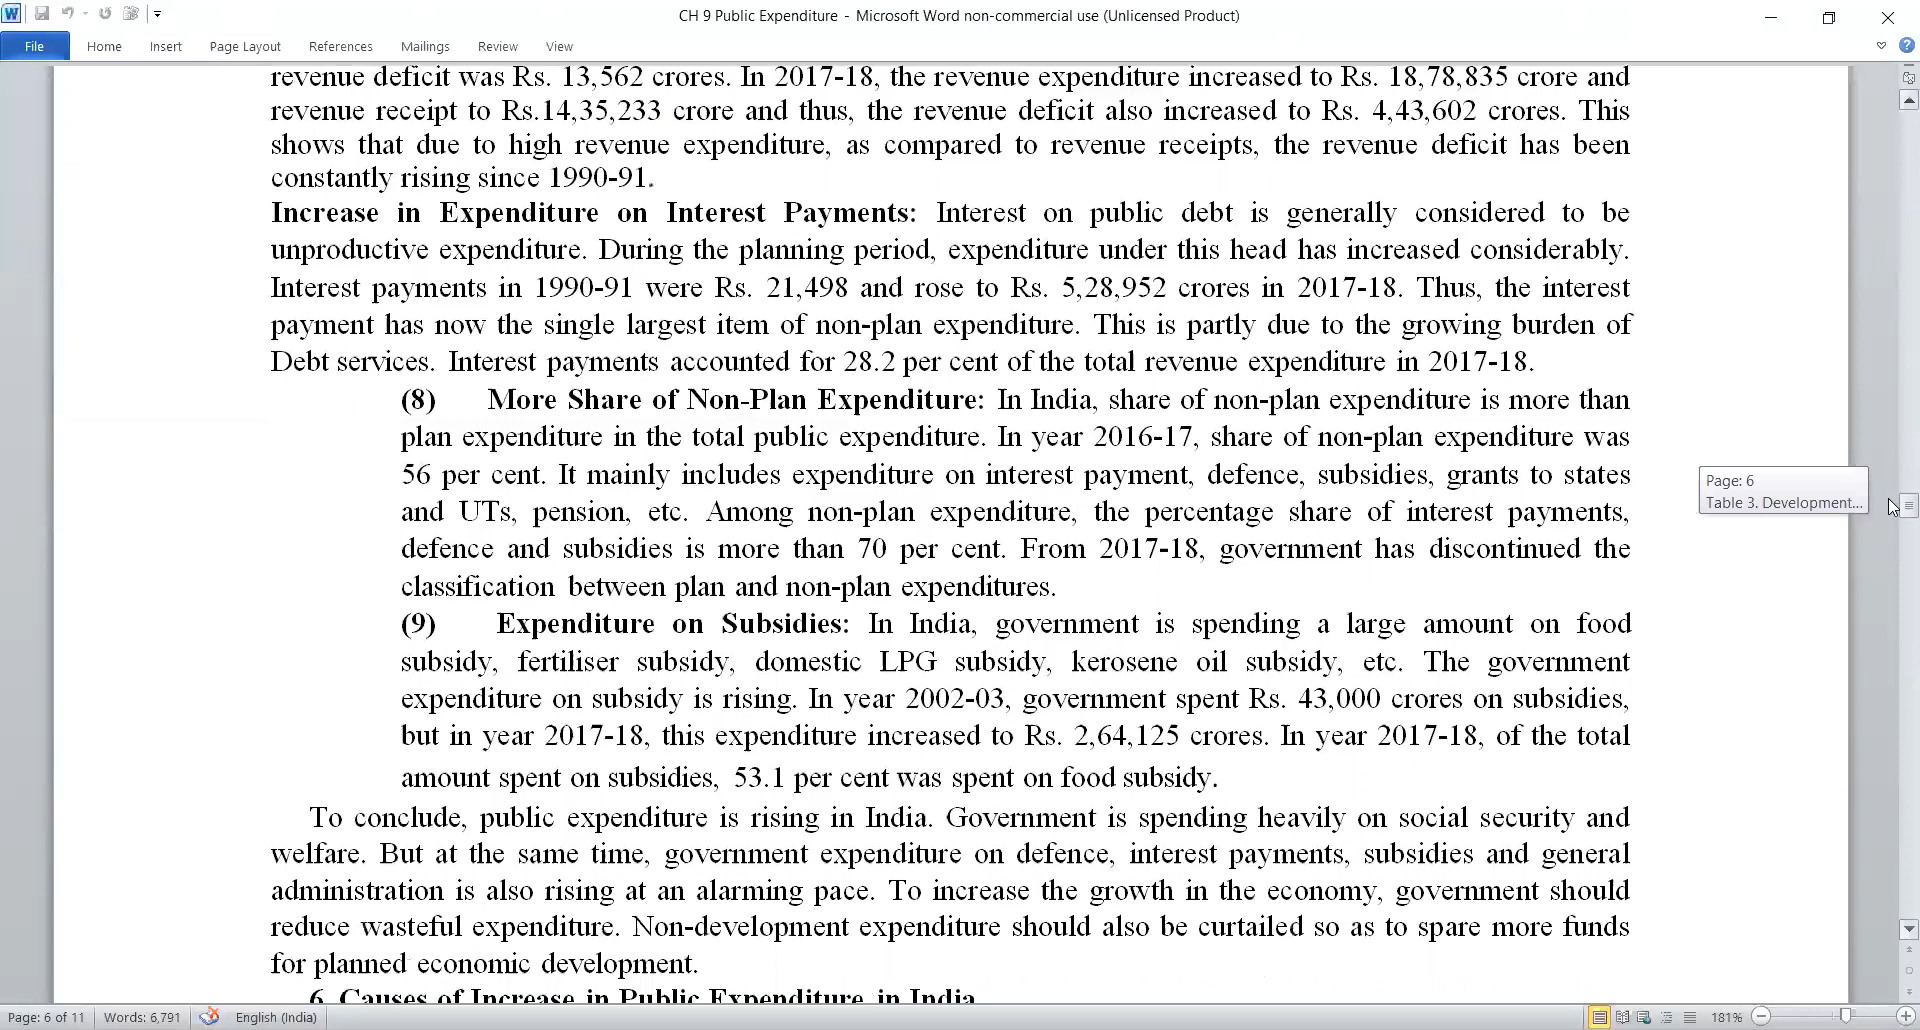 CH 9 Public Expenditure - Microsoft Word non-commercial use (Unlicensed Product)
File Home Insert Page Layout References Mailings Review View
revenue deficit was Rs. 13,562 crores. In 2017-18, the revenue expenditure increased to Rs. 18,78,835 crore and
revenue receipt to Rs.14,35,233 crore and thus, the revenue deficit also increased to Rs. 4,43,602 crores. This
shows that due to high revenue expenditure, as compared to revenue receipts, the revenue deficit has been
constantly rising since 1990-91.
Increase in Expenditure on Interest Payments: Interest on public debt is generally considered to be
unproductive expenditure. During the planning period, expenditure under this head has increased considerably.
Interest payments in 1990-91 were Rs. 21,498 and rose to Rs. 5,28,952 crores in 2017-18. Thus, the interest
payment has now the single largest item of non-plan expenditure. This is partly due to the growing burden of
Debt services. Interest payments accounted for 28.2 per cent of the total revenue expenditure in 2017-18.
(8) More Share of Non-Plan Expenditure: In India, share of non-plan expenditure is more than
plan expenditure in the total public expenditure. In year 2016-17, share of non-plan expenditure was
56 per cent. It mainly includes expenditure on interest payment, defence, subsidies, grants to states
and UTs, pension, etc. Among non-plan expenditure, the percentage share of interest payments,
defence and subsidies is more than 70 per cent. From 2017-18, government has discontinued the
classification between plan and non-plan expenditures.
(9) Expenditure on Subsidies: In India, government is spending a large amount on food
subsidy, fertiliser subsidy, domestic LPG subsidy, kerosene oil subsidy, etc. The government
expenditure on subsidy is rising. In year 2002-03, government spent Rs. 43,000 crores on subsidies,
but in year 2017-18, this expenditure increased to Rs. 2,64,125 crores. In year 2017-18, of the total
amount spent on subsidies, 53.1 per cent was spent on food subsidy.
To conclude, public expenditure is rising in India. Government is spending heavily on social security and
welfare. But at the same time, government expenditure on defence, interest payments, subsidies and general
administration is also rising at an alarming pace. To increase the growth in the economy, government should
reduce wasteful expenditure. Non-development expenditure should also be curtailed so as to spare more funds
for planned economic development.
6. Causes of Increase in Public Expenditure in India
Page: 6
Table 3. Development...
Page: 6 of 11 Words: 6,791 English (India) 181%